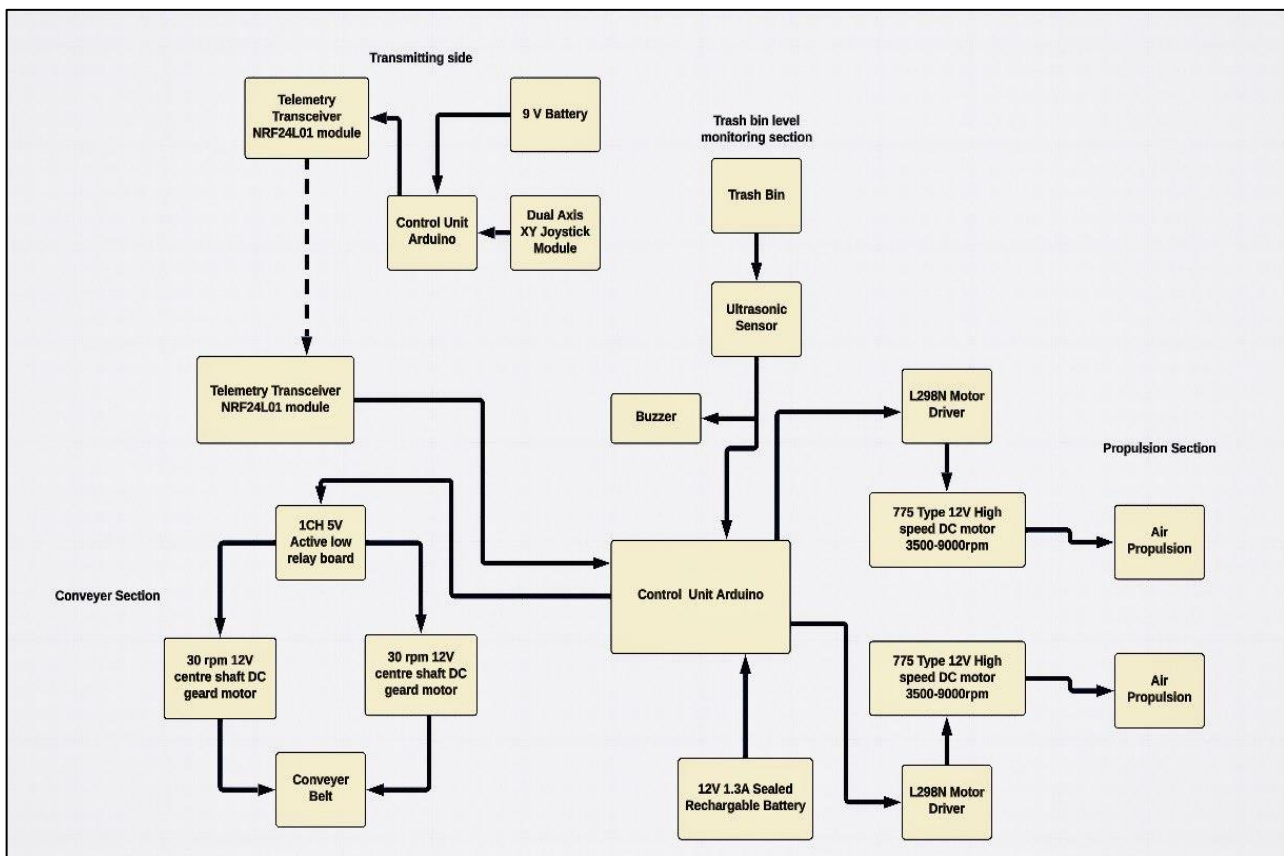 Transmitting side
Telemetry
Transceiver
NRF24L01 module
9 V Battery
Control Unit
Arduino
Dual Axis
XY Joystick
Module
Trash bin level
monitoring section
Trash Bin
Ultrasonic
Sensor
Buzzer
Telemetry Transceiver
NRF24L01 module
L298N Motor
Driver
Propulsion Section
775 Type 12V High
speed DC motor
3500-9000rpm
Air
Propulsion
1CH 5V
Active low
relay board
Conveyer Section
Control Unit Arduino
30 rpm 12V
centre shaft DC
geard motor
30 rpm 12V
centre shaft DC
geard motor
775 Type 12V High
speed DC motor
3500-9000rpm
Air
Propulsion
Conveyer
Belt
12V 1.3A Sealed
Rechargable Battery
L298N Motor
Driver